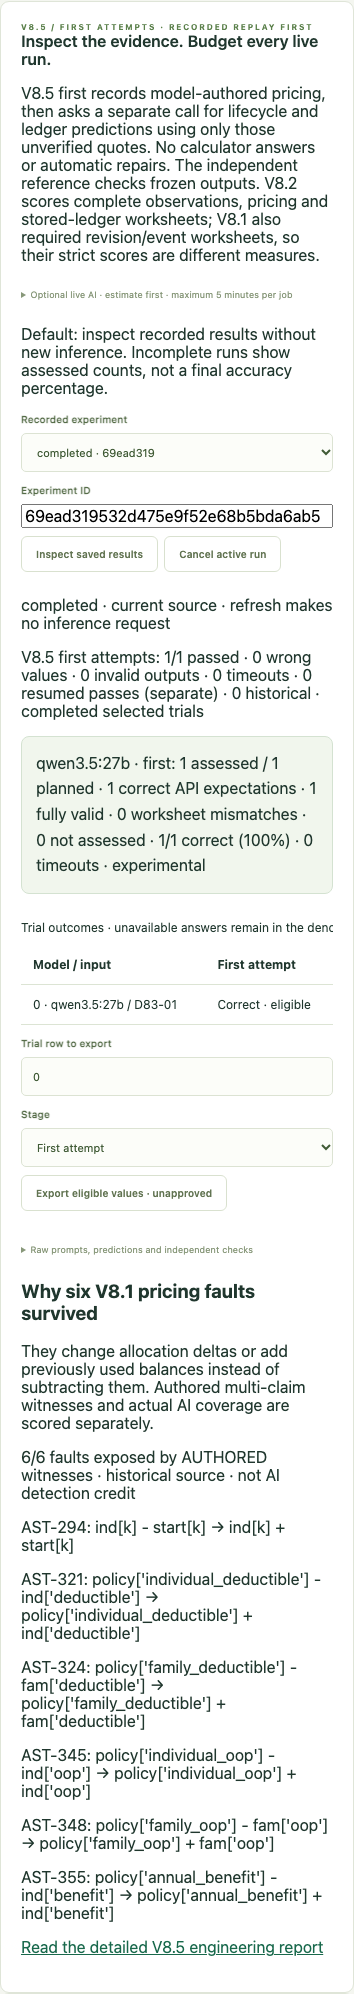 V8.5 / FIRST ATTEMPTS · RECORDED REPLAY FIRST
Inspect the evidence. Budget every live
run.
V8.5 first records model-authored pricing,
then asks a separate call for lifecycle and
ledger predictions using only those
unverified quotes. No calculator answers
or automatic repairs. The independent
reference checks frozen outputs. V8.2
scores complete observations, pricing and
stored-ledger worksheets; V8.1 also
required revision/event worksheets, so
their strict scores are different measures.
▸ Optional live AI · estimate first · maximum 5 minutes per job
Default: inspect recorded results without
new inference. Incomplete runs show
assessed counts, not a final accuracy
percentage.
Recorded experiment
completed · 69ead319
Experiment ID
69ead319532d475e9f52e68b5bda6ab5
Inspect saved results Cancel active run
completed · current source · refresh makes
no inference request
V8.5 first attempts: 1/1 passed · 0 wrong
values · 0 invalid outputs · 0 timeouts · 0
resumed passes (separate) · 0 historical ·
completed selected trials
qwen3.5:27b · first: 1 assessed / 1
planned · 1 correct API expectations · 1
fully valid · 0 worksheet mismatches ·
0 not assessed · 1/1 correct (100%) · 0
timeouts · experimental
Trial outcomes · unavailable answers remain in the
Model / input First attempt
0 · qwen3.5:27b / D83-01 Correct · eligible
Trial row to export
0
Stage
First attempt
Export eligible values · unapproved
▸ Raw prompts, predictions and independent checks
Why six V8.1 pricing faults
survived
They change allocation deltas or add
previously used balances instead of
subtracting them. Authored multi-claim
witnesses and actual AI coverage are
scored separately.
6/6 faults exposed by AUTHORED
witnesses · historical source · not AI
detection credit
AST-294: ind[k] - start[k] → ind[k] +
start[k]
AST-321: policy['individual_deductible'] -
ind['deductible'] →
policy['individual_deductible'] +
ind['deductible']
AST-324: policy['family_deductible'] -
fam['deductible'] →
policy['family_deductible'] +
fam['deductible']
AST-345: policy['individual_oop'] -
ind['oop'] → policy['individual_oop'] +
ind['oop']
AST-348: policy['family_oop'] - fam['oop']
→ policy['family_oop'] + fam['oop']
AST-355: policy['annual_benefit'] -
ind['benefit'] → policy['annual_benefit'] +
ind['benefit']
Read the detailed V8.5 engineering report